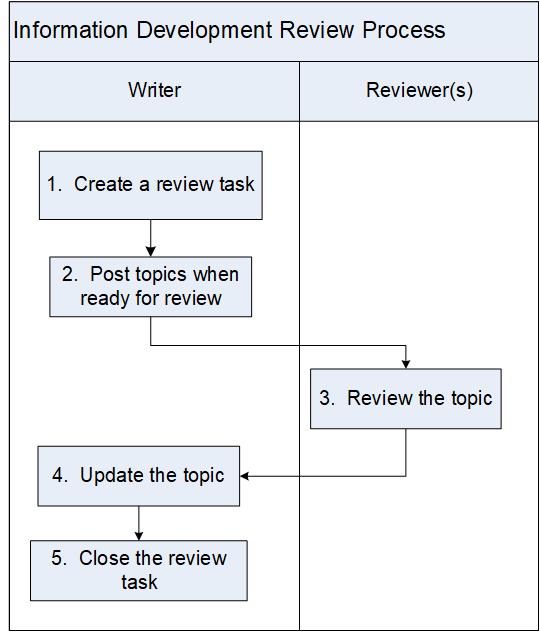 Information Development Review Process
Writer
Reviewer(s)
1. Create a review task
2. Post topics when
ready for review
3. Review the topic
4. Update the topic
5. Close the review
task